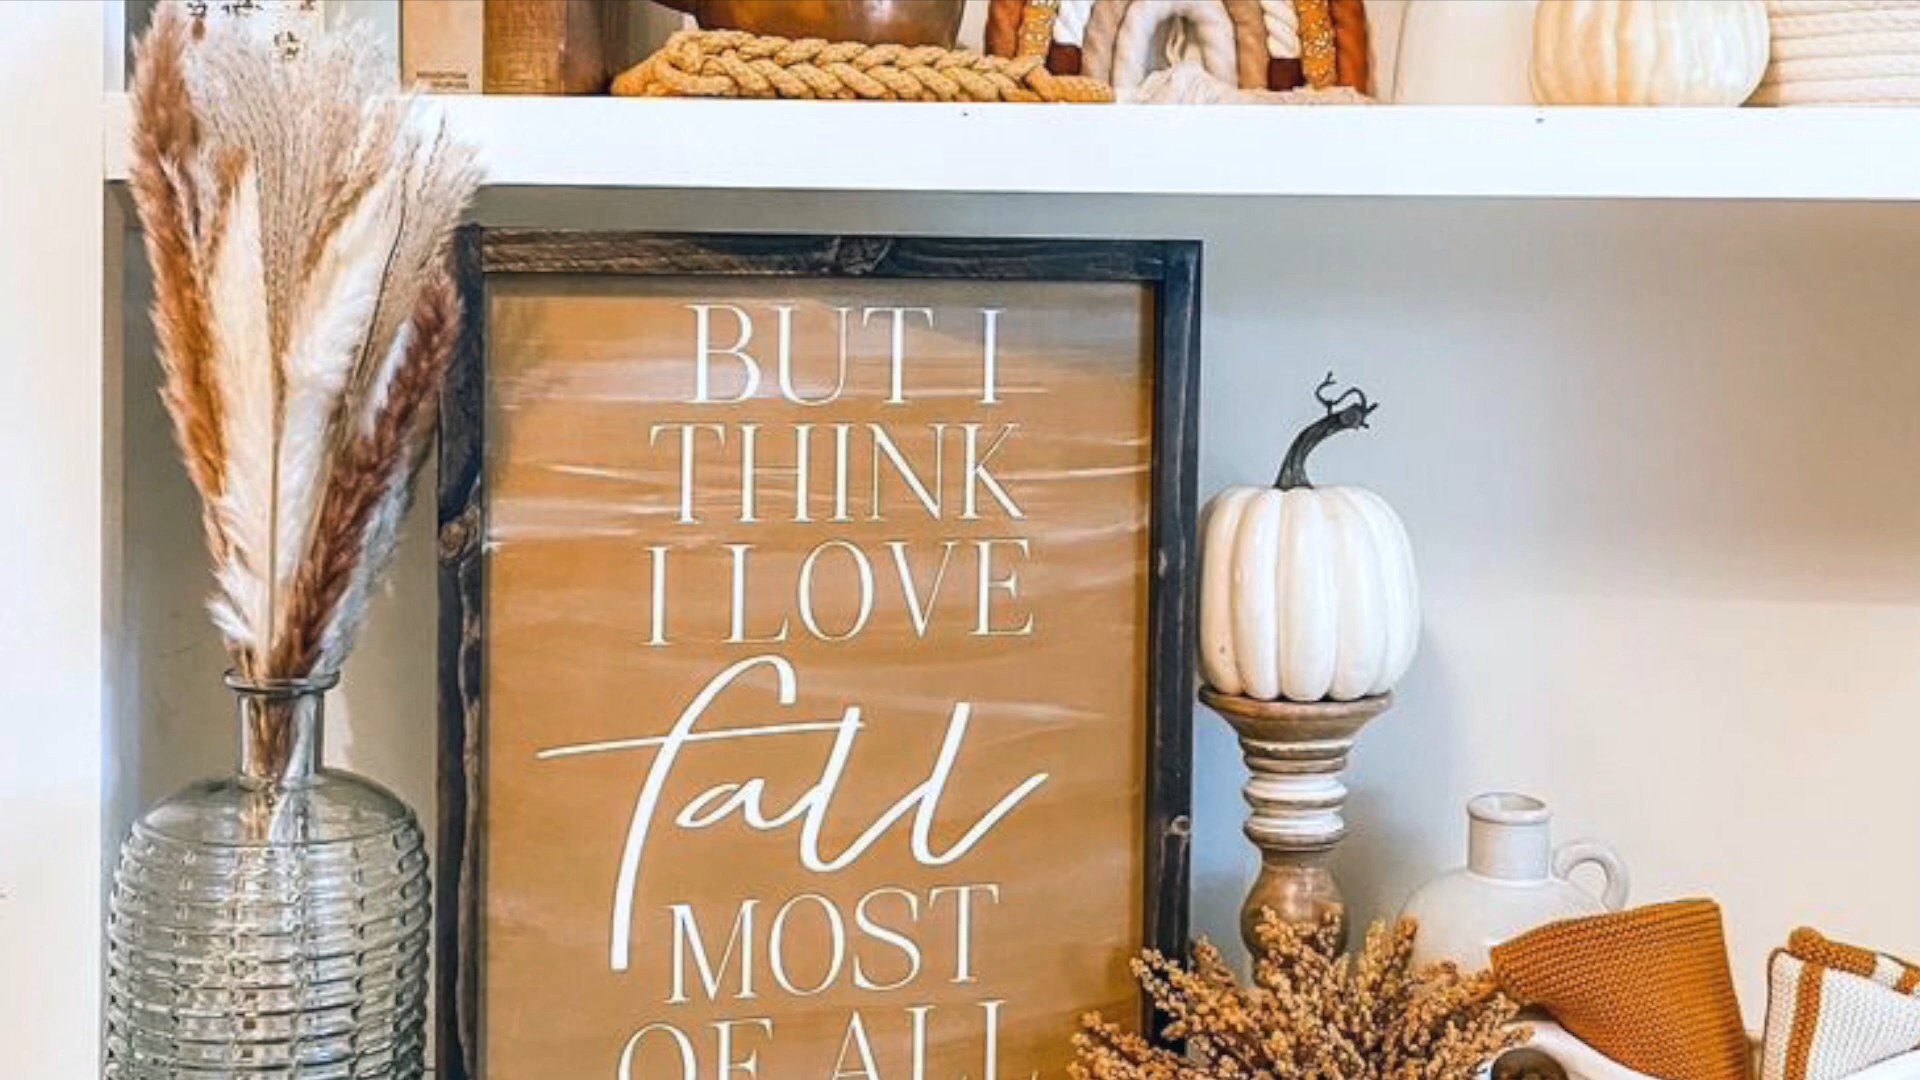 BUT I
THINK
I LOVE
fall
MOST
OF ALL